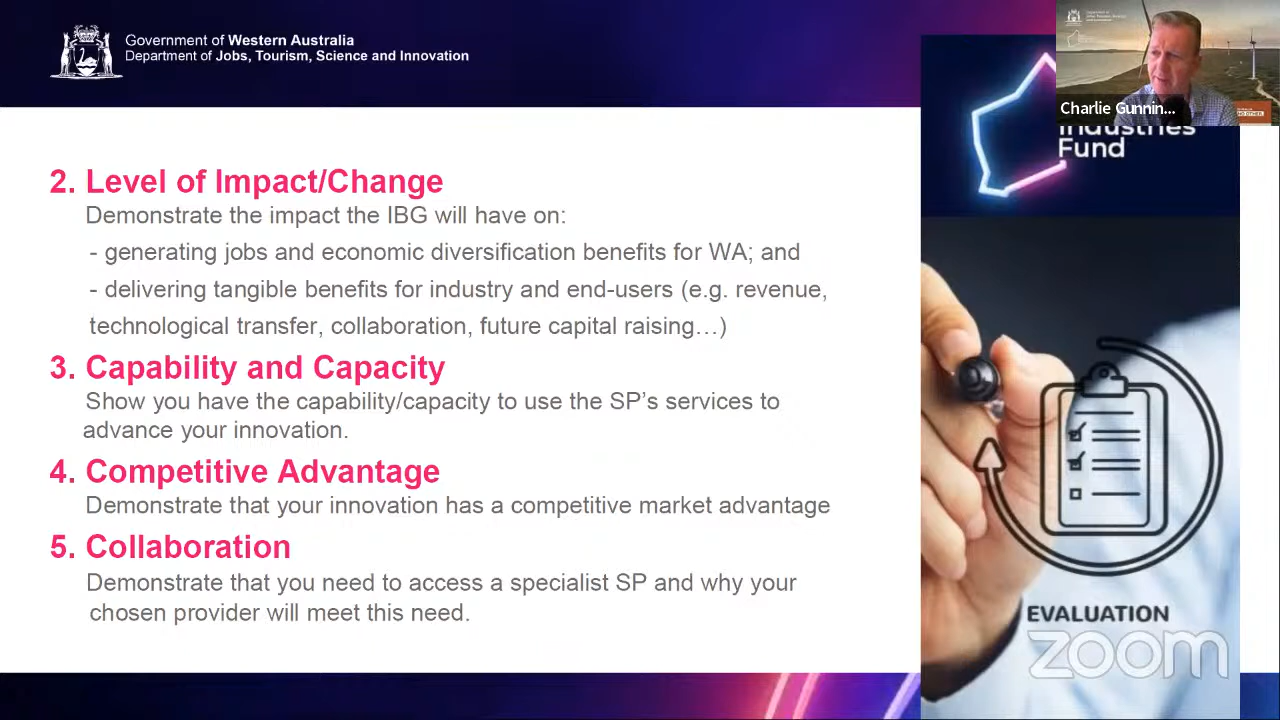 Government of Western Australia
Department of Jobs, Tourism, Science and Innovation
Charlie Gunnin...
Industries
Fund
2. Level of Impact/Change
Demonstrate the impact the IBG will have on:
- generating jobs and economic diversification benefits for WA; and
- delivering tangible benefits for industry and end-users (e.g. revenue,
technological transfer, collaboration, future capital raising…)
3. Capability and Capacity
Show you have the capability/capacity to use the SP's services to
advance your innovation.
4. Competitive Advantage
Demonstrate that your innovation has a competitive market advantage
5. Collaboration
Demonstrate that you need to access a specialist SP and why your
chosen provider will meet this need.
EVALUATION
zoom